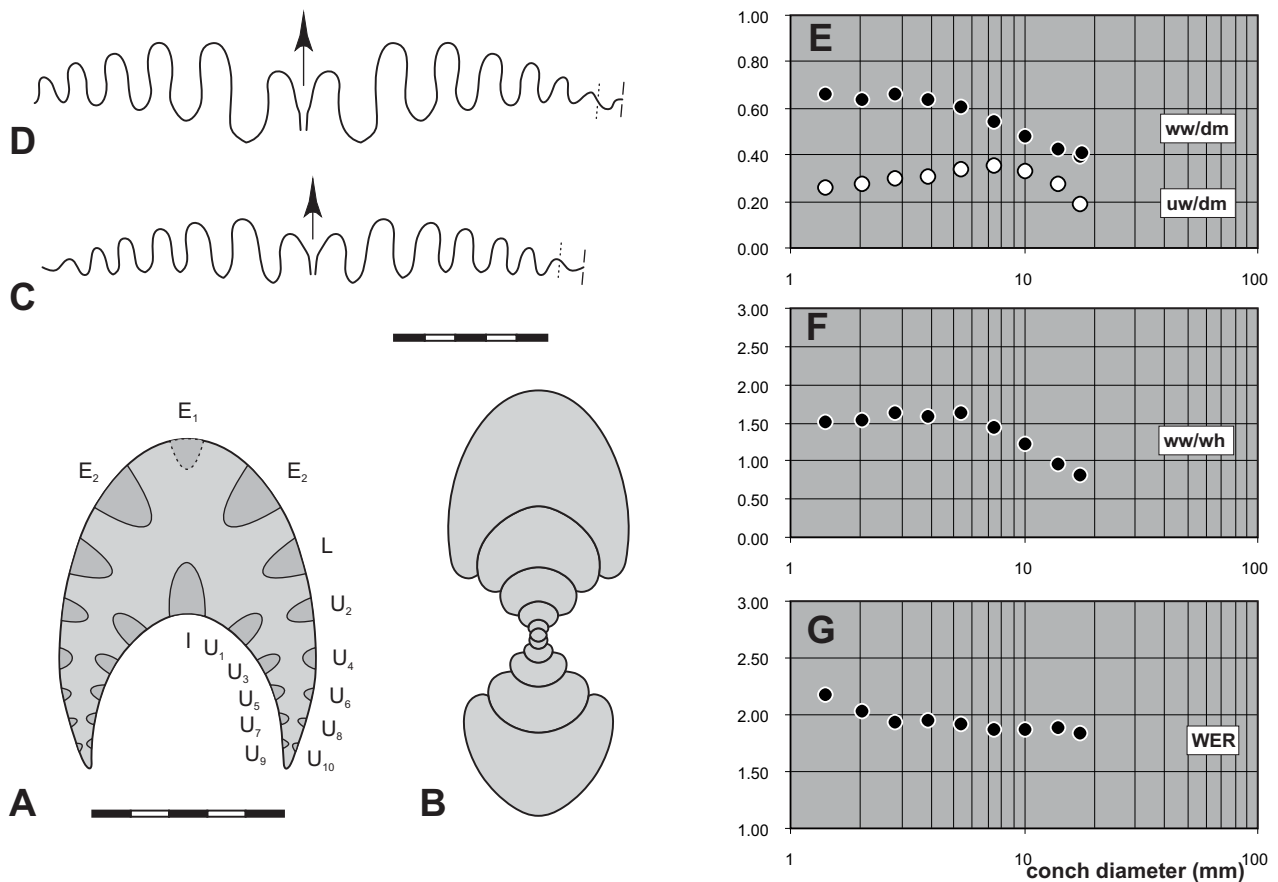 D
C
E₁
E₂ E₂
L
U₂
I U₁ U₄
U₃
U₅ U₆
U₇ U₈
U₉ U₁₀
A
B
E
1.00
0.80
0.60
0.40
0.20
0.00
ww/dm
uw/dm
1 10 100
F
3.00
2.50
2.00
1.50
1.00
0.50
0.00
ww/wh
1 10 100
G
3.00
2.50
2.00
1.50
1.00
WER
1 10 100
conch diameter (mm)